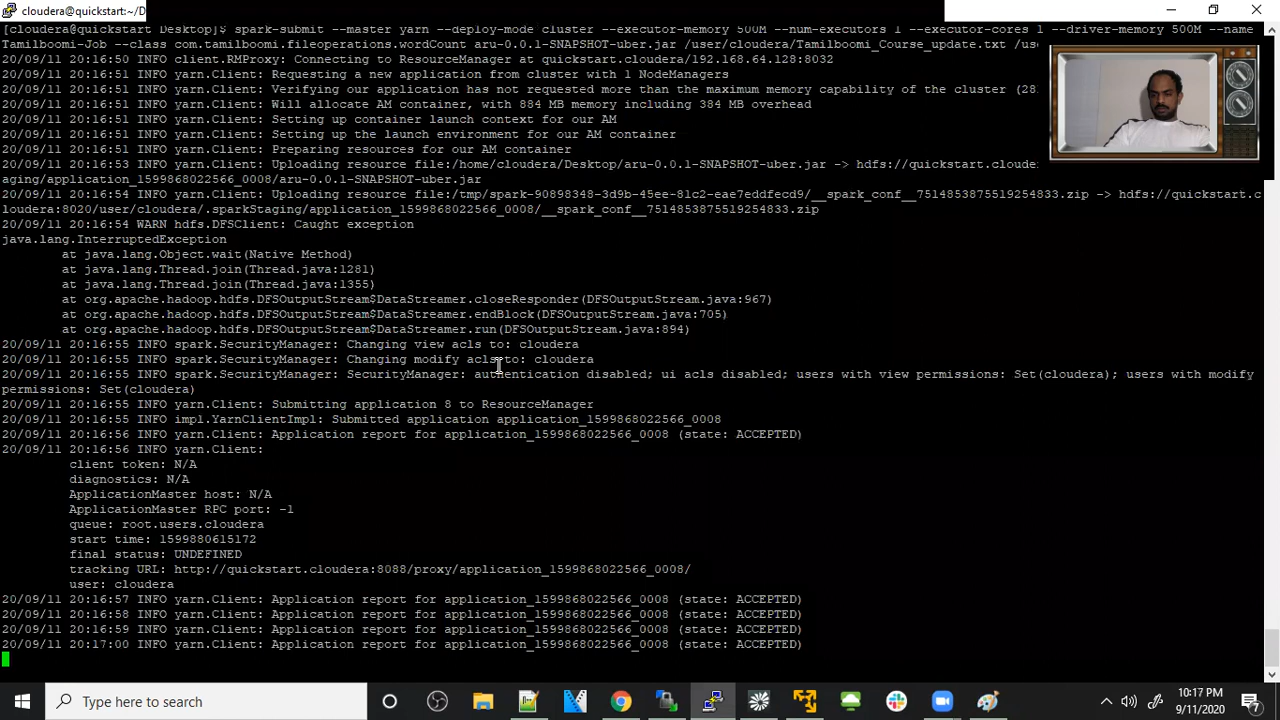 cloudera@quickstart:~/D
[cloudera@quickstart Desktop]$ spark-submit --master yarn --deploy-mode cluster --executor-memory 500M --num-executors 1 --executor-cores 1 --driver-memory 500M --name
Tamilboomi-Job --class com.tamilboomi.fileoperations.wordCount aru-0.0.1-SNAPSHOT-uber.jar /user/cloudera/Tamilboomi_Course_update.txt /us
20/09/11 20:16:50 INFO client.RMProxy: Connecting to ResourceManager at quickstart.cloudera/192.168.64.128:8032
20/09/11 20:16:51 INFO yarn.Client: Requesting a new application from cluster with 1 NodeManagers
20/09/11 20:16:51 INFO yarn.Client: Verifying our application has not requested more than the maximum memory capability of the cluster (28
20/09/11 20:16:51 INFO yarn.Client: Will allocate AM container, with 884 MB memory including 384 MB overhead
20/09/11 20:16:51 INFO yarn.Client: Setting up container launch context for our AM
20/09/11 20:16:51 INFO yarn.Client: Setting up the launch environment for our AM container
20/09/11 20:16:51 INFO yarn.Client: Preparing resources for our AM container
20/09/11 20:16:53 INFO yarn.Client: Uploading resource file:/home/cloudera/Desktop/aru-0.0.1-SNAPSHOT-uber.jar -> hdfs://quickstart.cloude
aging/application_1599868022566_0008/aru-0.0.1-SNAPSHOT-uber.jar
20/09/11 20:16:54 INFO yarn.Client: Uploading resource file:/tmp/spark-90898348-3d9b-45ee-81c2-eae7eddfecd9/__spark_conf__7514853875519254833.zip -> hdfs://quickstart.c
loudera:8020/user/cloudera/.sparkStaging/application_1599868022566_0008/__spark_conf__7514853875519254833.zip
20/09/11 20:16:54 WARN hdfs.DFSClient: Caught exception
java.lang.InterruptedException
at java.lang.Object.wait(Native Method)
at java.lang.Thread.join(Thread.java:1281)
at java.lang.Thread.join(Thread.java:1355)
at org.apache.hadoop.hdfs.DFSOutputStream$DataStreamer.closeResponder(DFSOutputStream.java:967)
at org.apache.hadoop.hdfs.DFSOutputStream$DataStreamer.endBlock(DFSOutputStream.java:705)
at org.apache.hadoop.hdfs.DFSOutputStream$DataStreamer.run(DFSOutputStream.java:894)
20/09/11 20:16:55 INFO spark.SecurityManager: Changing view acls to: cloudera
20/09/11 20:16:55 INFO spark.SecurityManager: Changing modify acls to: cloudera
20/09/11 20:16:55 INFO spark.SecurityManager: SecurityManager: authentication disabled; ui acls disabled; users with view permissions: Set(cloudera); users with modify
permissions: Set(cloudera)
20/09/11 20:16:55 INFO yarn.Client: Submitting application 8 to ResourceManager
20/09/11 20:16:55 INFO impl.YarnClientImpl: Submitted application application_1599868022566_0008
20/09/11 20:16:56 INFO yarn.Client: Application report for application_1599868022566_0008 (state: ACCEPTED)
20/09/11 20:16:56 INFO yarn.Client:
client token: N/A
diagnostics: N/A
ApplicationMaster host: N/A
ApplicationMaster RPC port: -1
queue: root.users.cloudera
start time: 1599880615172
final status: UNDEFINED
tracking URL: http://quickstart.cloudera:8088/proxy/application_1599868022566_0008/
user: cloudera
20/09/11 20:16:57 INFO yarn.Client: Application report for application_1599868022566_0008 (state: ACCEPTED)
20/09/11 20:16:58 INFO yarn.Client: Application report for application_1599868022566_0008 (state: ACCEPTED)
20/09/11 20:16:59 INFO yarn.Client: Application report for application_1599868022566_0008 (state: ACCEPTED)
20/09/11 20:17:00 INFO yarn.Client: Application report for application_1599868022566_0008 (state: ACCEPTED)
Type here to search
10:17 PM
9/11/2020
7